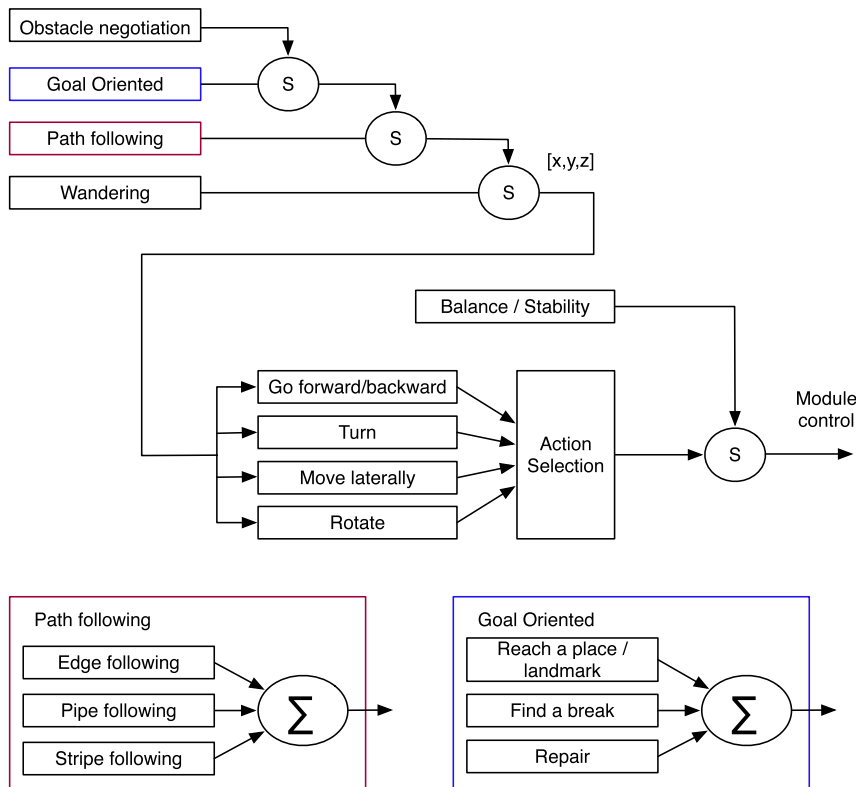 Obstacle negotiation
Goal Oriented
S
Path following
S
[x,y,z]
Wandering
S
Balance / Stability
Go forward/backward
Turn
Move laterally
Rotate
Action
Selection
S
Module
control
Path following
Edge following
Pipe following
Stripe following
∑
Goal Oriented
Reach a place /
landmark
Find a break
Repair
∑